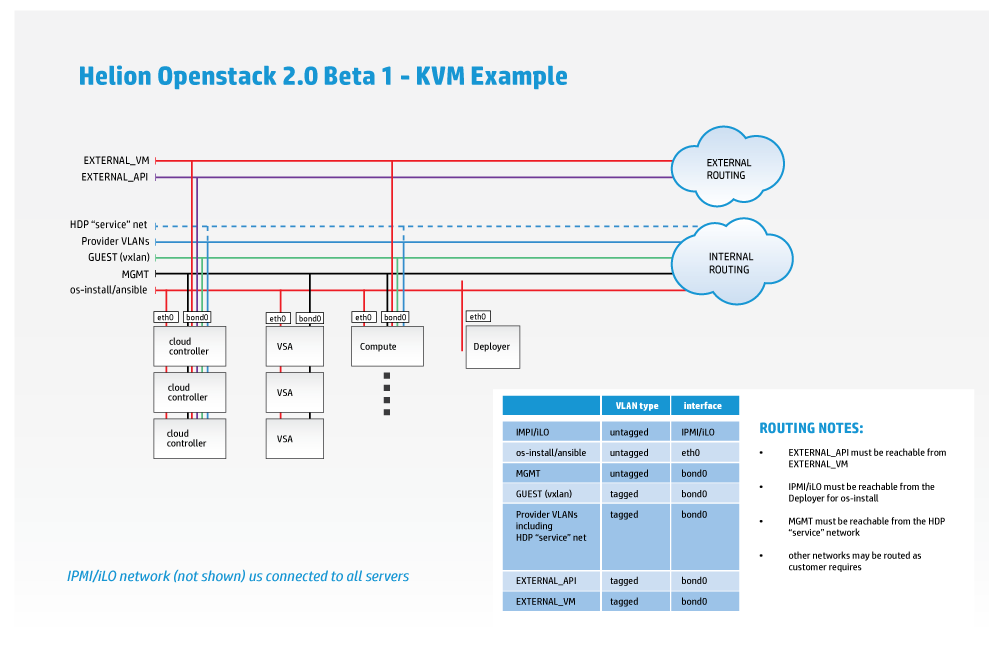 Helion Openstack 2.0 Beta 1 - KVM Example
EXTERNAL_VM
EXTERNAL_API
EXTERNAL
ROUTING
HDP “service” net
Provider VLANs
GUEST (vxlan)
MGMT
os-install/ansible
INTERNAL
ROUTING
eth0 bond0
eth0 bond0
eth0 bond0
eth0
cloud
controller
VSA
Compute
Deployer
cloud
controller
VSA
cloud
controller
VSA
VLAN type interface
IMPI/iLO untagged IPMI/iLO
os-install/ansible untagged eth0
MGMT untagged bond0
GUEST (vxlan) tagged bond0
Provider VLANs tagged bond0
including
HDP “service” net
EXTERNAL_API tagged bond0
EXTERNAL_VM tagged bond0
ROUTING NOTES:
• EXTERNAL_API must be reachable from
EXTERNAL_VM
• IPMI/iLO must be reachable from the
Deployer for os-install
• MGMT must be reachable from the HDP
“service” network
• other networks may be routed as
customer requires
IPMI/iLO network (not shown) us connected to all servers